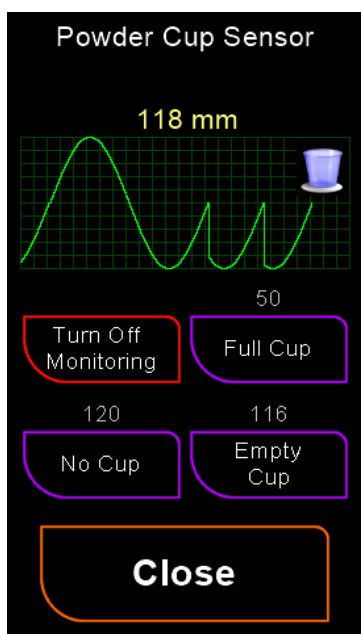 Powder Cup Sensor
118 mm
50
Turn Off
Monitoring
Full Cup
120
116
No Cup
Empty
Cup
Close